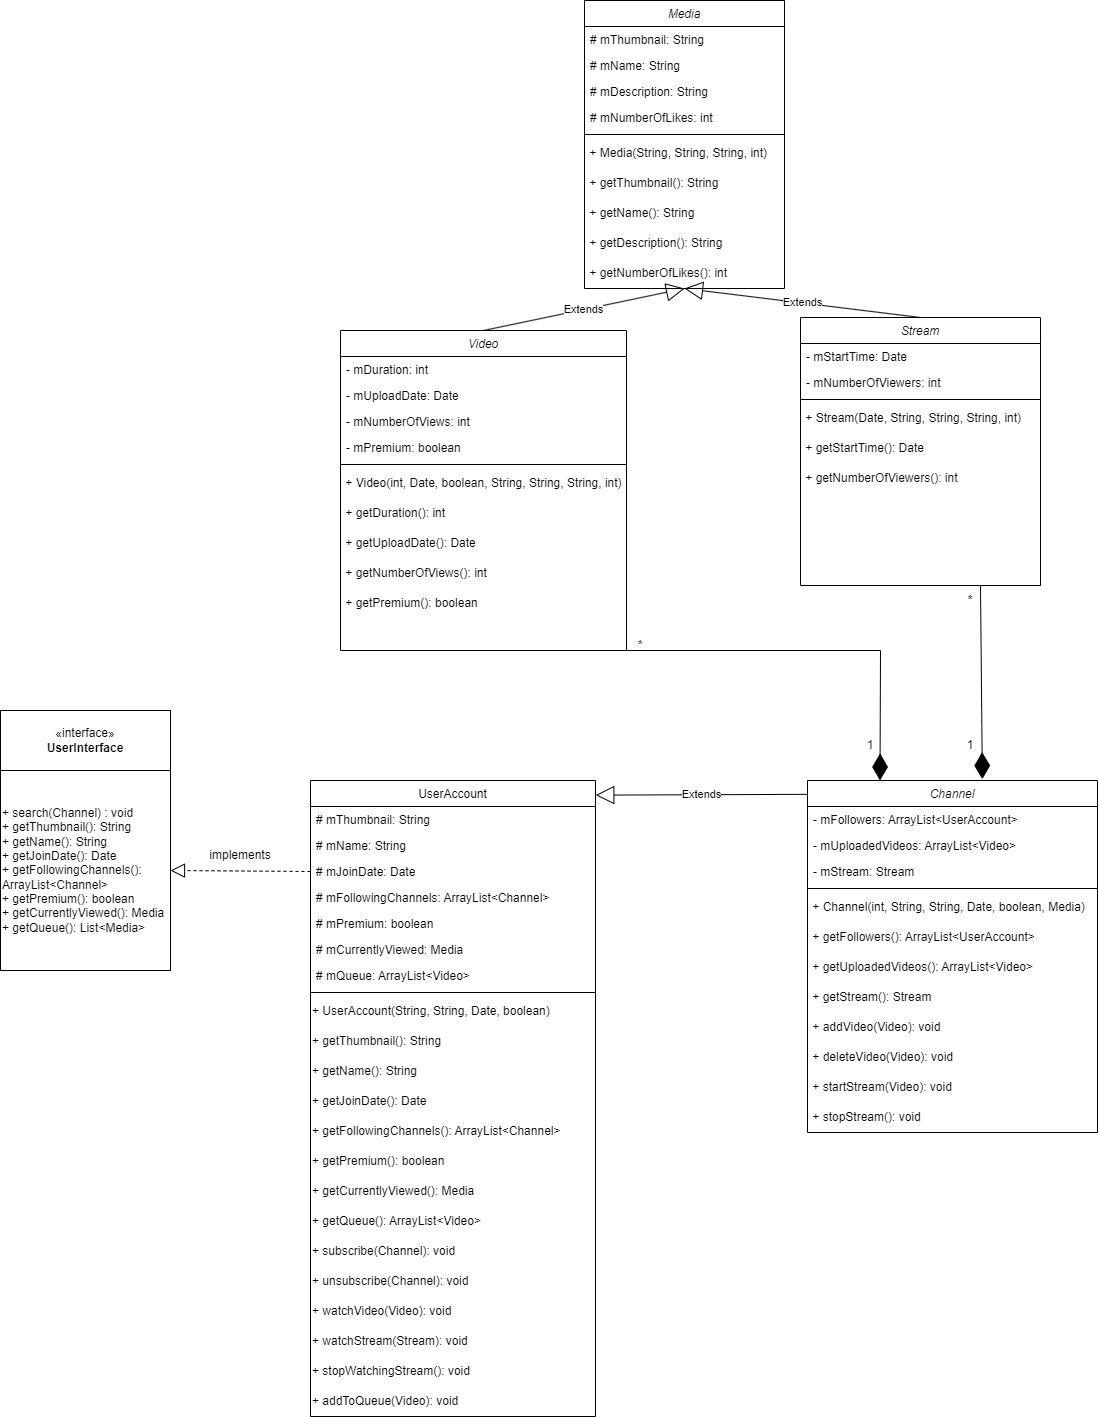 Media
# mThumbnail: String
# mName: String
# mDescription: String
# mNumberOfLikes: int
+ Media(String, String, String, int)
+ getThumbnail(): String
+ getName(): String
+ getDescription(): String
+ getNumberOfLikes(): int
Extends
Extends
Video
- mDuration: int
- mUploadDate: Date
- mNumberOfViews: int
- mPremium: boolean
+ Video(int, Date, boolean, String, String, String, int)
+ getDuration(): int
+ getUploadDate(): Date
+ getNumberOfViews(): int
+ getPremium(): boolean
*
Stream
- mStartTime: Date
- mNumberOfViewers: int
+ Stream(Date, String, String, String, int)
+ getStartTime(): Date
+ getNumberOfViewers(): int
*
1
1
«interface»
UserInterface
+ search(Channel) : void
+ getThumbnail(): String
+ getName(): String
+ getJoinDate(): Date
+ getFollowingChannels():
ArrayList<Channel>
+ getPremium(): boolean
+ getCurrentlyViewed(): Media
+ getQueue(): List<Media>
implements
UserAccount
# mThumbnail: String
# mName: String
# mJoinDate: Date
# mFollowingChannels: ArrayList<Channel>
# mPremium: boolean
# mCurrentlyViewed: Media
# mQueue: ArrayList<Video>
+ UserAccount(String, String, Date, boolean)
+ getThumbnail(): String
+ getName(): String
+ getJoinDate(): Date
+ getFollowingChannels(): ArrayList<Channel>
+ getPremium(): boolean
+ getCurrentlyViewed(): Media
+ getQueue(): ArrayList<Video>
+ subscribe(Channel): void
+ unsubscribe(Channel): void
+ watchVideo(Video): void
+ watchStream(Stream): void
+ stopWatchingStream(): void
+ addToQueue(Video): void
Extends
Channel
- mFollowers: ArrayList<UserAccount>
- mUploadedVideos: ArrayList<Video>
- mStream: Stream
+ Channel(int, String, String, Date, boolean, Media)
+ getFollowers(): ArrayList<UserAccount>
+ getUploadedVideos(): ArrayList<Video>
+ getStream(): Stream
+ addVideo(Video): void
+ deleteVideo(Video): void
+ startStream(Video): void
+ stopStream(): void